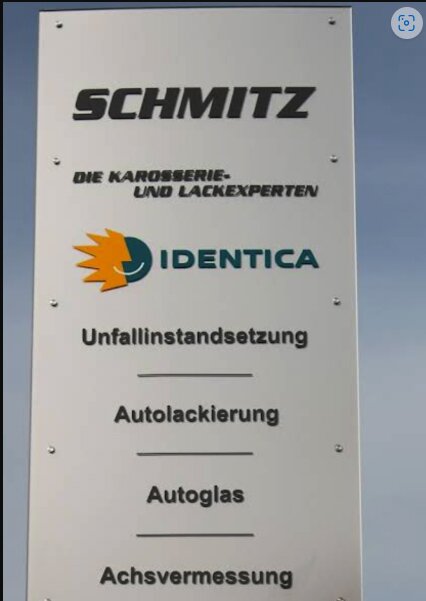 SCHMITZ
DIE KAROSSERIE-
UND LACKEXPERTEN
IDENTICA
Unfallinstandsetzung
Autolackierung
Autoglas
Achsvermessung